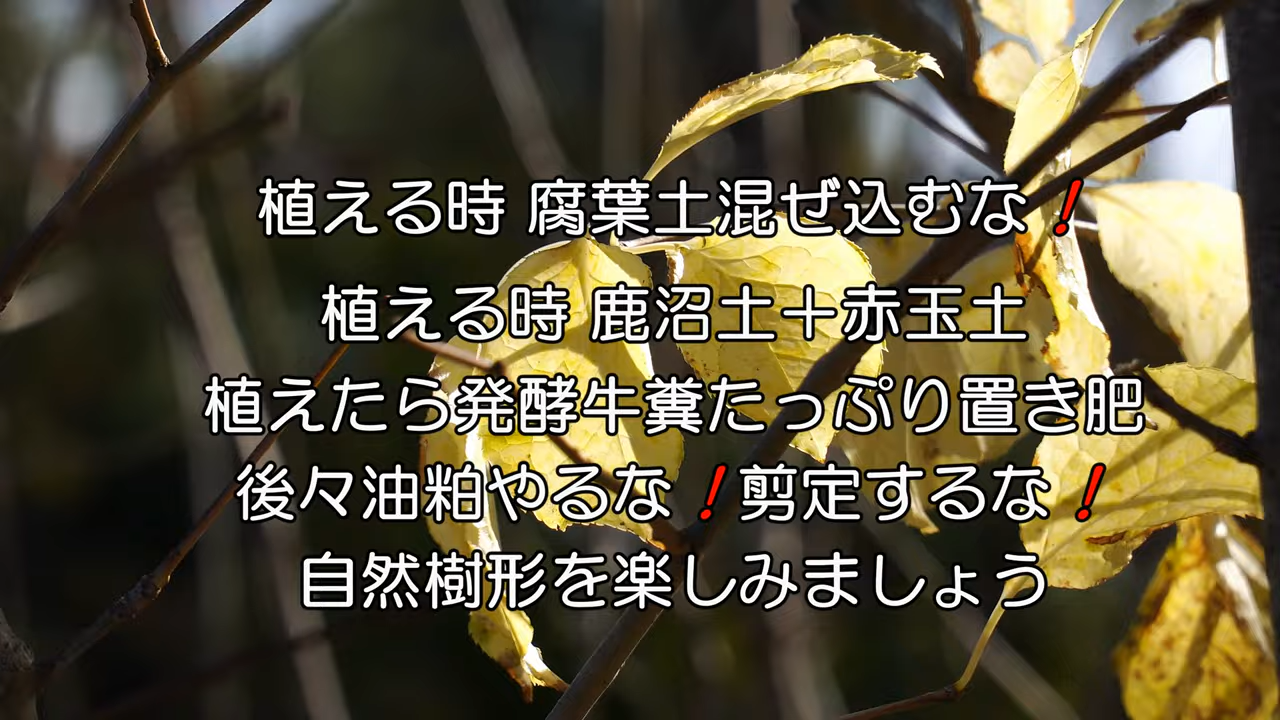 植える時 腐葉土混ぜ込むな❗
植える時 鹿沼土＋赤玉土
植えたら発酵牛糞たっぷり置き肥
後々油粕やるな❗剪定するな❗
自然樹形を楽しみましょう